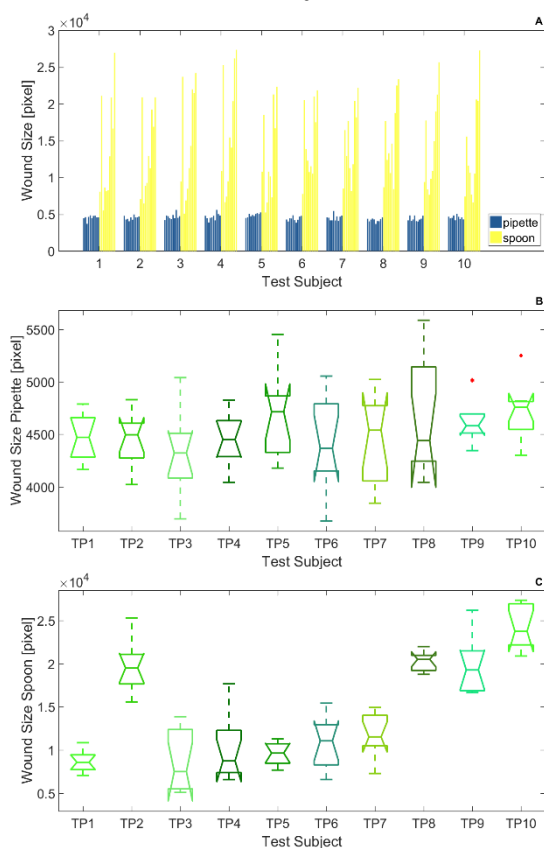 A
×10⁴
3
2.5
2
1.5
1
0.5
0
Wound Size [pixel]
pipette
spoon
1 2 3 4 5 6 7 8 9 10
Test Subject
B
5500
5000
4500
4000
Wound Size Pipette [pixel]
TP1 TP2 TP3 TP4 TP5 TP6 TP7 TP8 TP9 TP10
Test Subject
C
×10⁴
2.5
2
1.5
1
0.5
Wound Size Spoon [pixel]
TP1 TP2 TP3 TP4 TP5 TP6 TP7 TP8 TP9 TP10
Test Subject